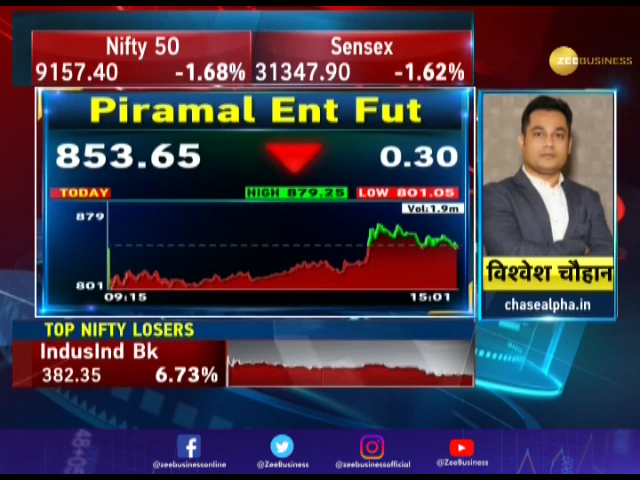 Nifty 50
9157.40 -1.68%
Sensex
31347.90 -1.62%
ZEEBUSINESS
Piramal Ent Fut
853.65 0.30
TODAY HIGH 879.25 LOW 801.05
Vol:1.9m
879
801
09:15 15:01
विश्वेश चौहान
chasealpha.in
TOP NIFTY LOSERS
IndusInd Bk
382.35 6.73%
@zeebusinessonline @ZeeBusiness @zeebusinessofficial @ZeeBusiness